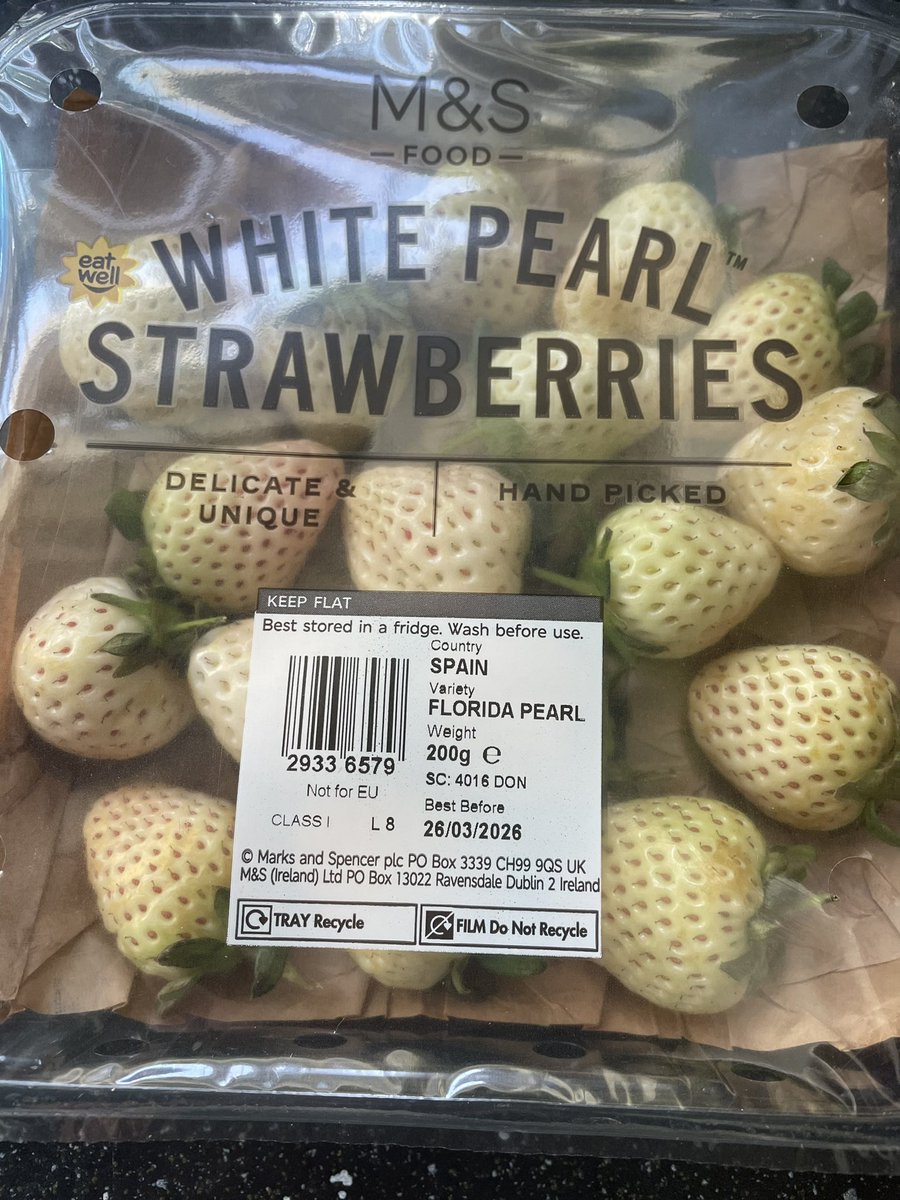 M&S
FOOD
eat well
WHITE PEARL™
STRAWBERRIES
DELICATE & UNIQUE
HAND PICKED
KEEP FLAT
Best stored in a fridge. Wash before use.
Country
SPAIN
Variety
FLORIDA PEARL
Weight
200g ℮
SC: 4016 DON
Best Before
26/03/2026
2933 6579
Not for EU
CLASS I L 8
© Marks and Spencer plc PO Box 3339 CH99 9QS UK
M&S (Ireland) Ltd PO Box 13022 Ravensdale Dublin 2 Ireland
TRAY Recycle
FILM Do Not Recycle